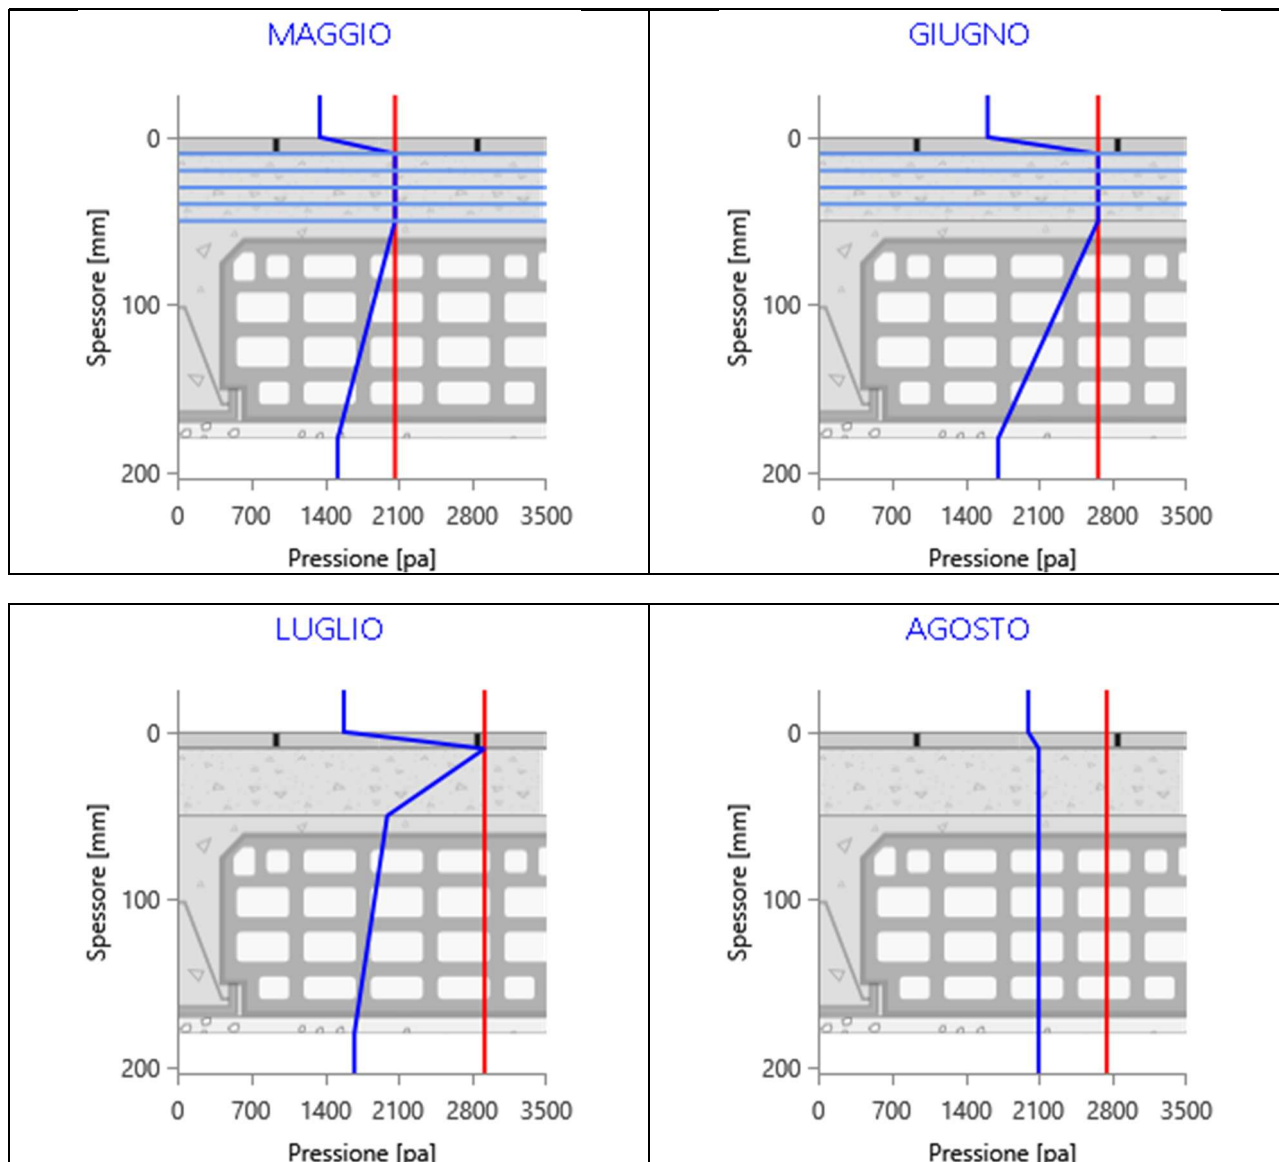 MAGGIO
0
100
200
Spessore [mm]
0 700 1400 2100 2800 3500
Pressione [pa]
GIUGNO
0
100
200
Spessore [mm]
0 700 1400 2100 2800 3500
Pressione [pa]
LUGLIO
0
100
200
Spessore [mm]
0 700 1400 2100 2800 3500
Pressione [pa]
AGOSTO
0
100
200
Spessore [mm]
0 700 1400 2100 2800 3500
Pressione [pa]